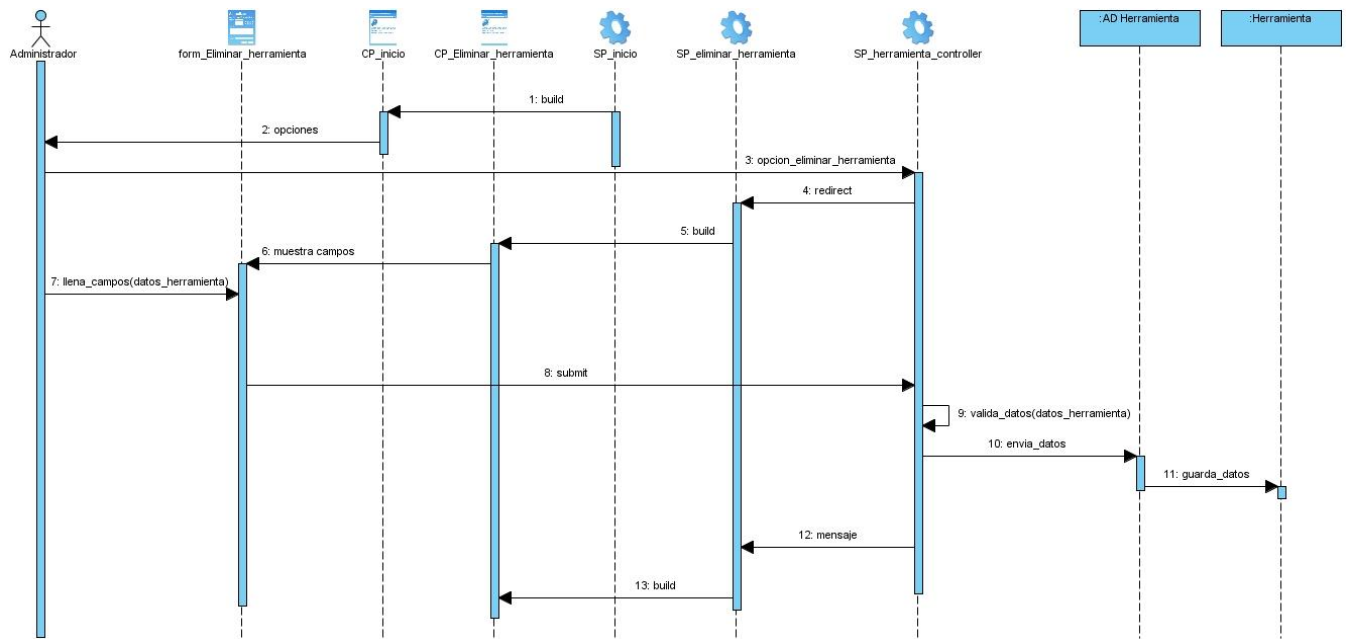 Administrador
form_Eliminar_herramienta
CP_inicio
CP_Eliminar_herramienta
SP_inicio
SP_eliminar_herramienta
SP_herramienta_controller
:AD Herramienta
:Herramienta
1: build
2: opciones
3: opcion_eliminar_herramienta
4: redirect
5: build
6: muestra campos
7: llena_campos(datos_herramienta)
8: submit
9: valida_datos(datos_herramienta)
10: envia_datos
11: guarda_datos
12: mensaje
13: build